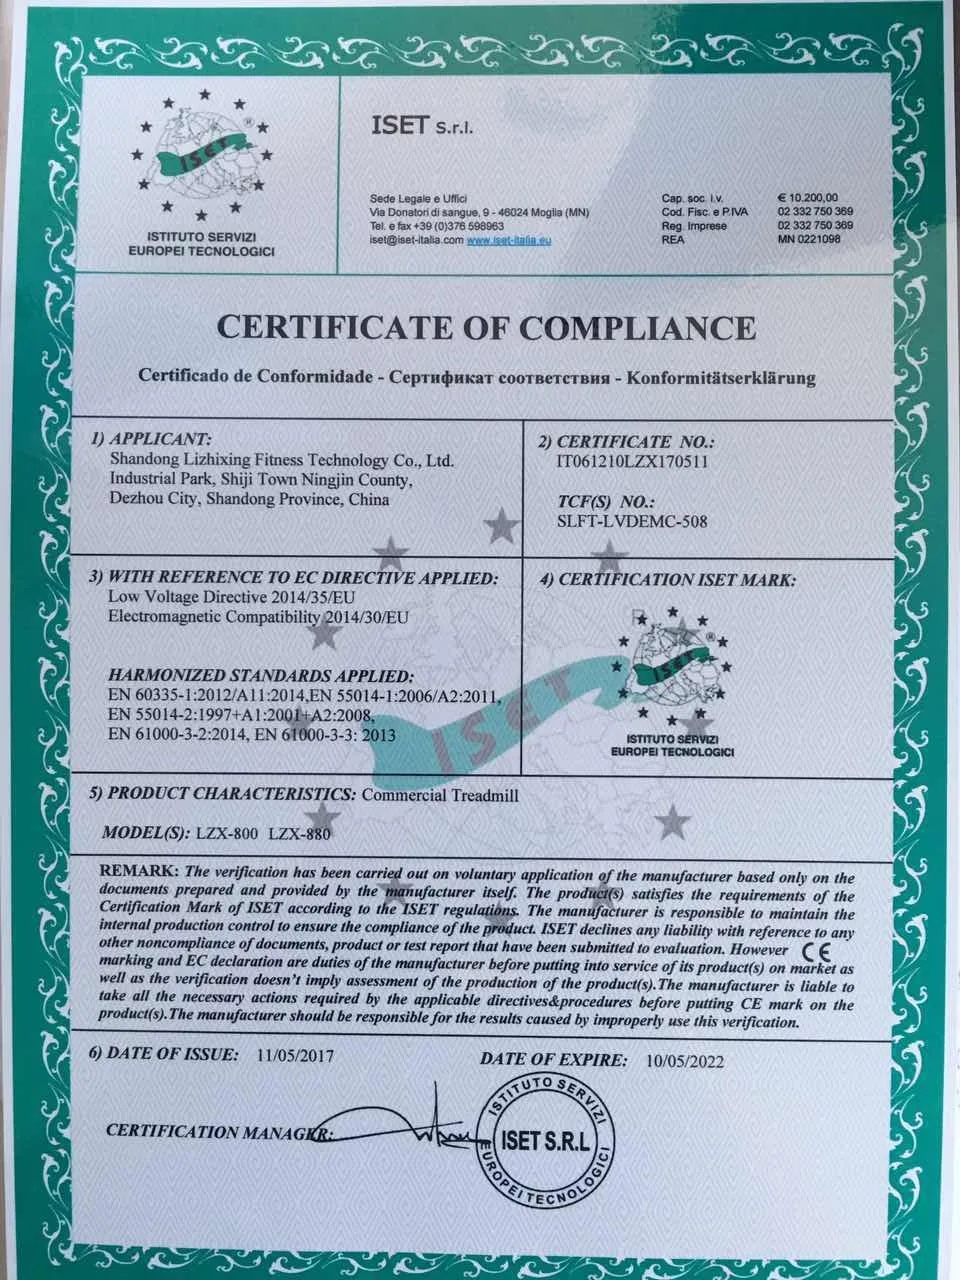 ISET
®
ISTITUTO SERVIZI
EUROPEI TECNOLOGICI
ISET S.r.l.
Sede Legale e Uffici
Via Donatori di sangue, 9 - 46024 Moglia (MN)
Tel. e fax +39 (0)376 598963
iset@iset-italia.com www.iset-italia.eu
Cap. soc. i.v. € 10.200,00
Cod. Fisc. e P.IVA 02 332 750 369
Reg. Imprese 02 332 750 369
REA MN 0221098
CERTIFICATE OF COMPLIANCE
Certificado de Conformidade - Сертификат соответствия - Konformitätserklärung
1) APPLICANT:
Shandong Lizhixing Fitness Technology Co., Ltd.
Industrial Park, Shiji Town Ningjin County,
Dezhou City, Shandong Province, China
2) CERTIFICATE NO.:
IT061210LZX170511
TCF(S) NO.:
SLFT-LVDEMC-508
3) WITH REFERENCE TO EC DIRECTIVE APPLIED:
Low Voltage Directive 2014/35/EU
Electromagnetic Compatibility 2014/30/EU
HARMONIZED STANDARDS APPLIED:
EN 60335-1:2012/A11:2014,EN 55014-1:2006/A2:2011,
EN 55014-2:1997+A1:2001+A2:2008,
EN 61000-3-2:2014, EN 61000-3-3: 2013
4) CERTIFICATION ISET MARK:
ISET
®
ISTITUTO SERVIZI
EUROPEI TECNOLOGICI
ISET
5) PRODUCT CHARACTERISTICS: Commercial Treadmill
MODEL(S): LZX-800 LZX-880
REMARK: The verification has been carried out on voluntary application of the manufacturer based only on the
documents prepared and provided by the manufacturer itself. The product(s) satisfies the requirements of the
Certification Mark of ISET according to the ISET regulations. The manufacturer is responsible to maintain the
internal production control to ensure the compliance of the product. ISET declines any liability with reference to any
other noncompliance of documents, product or test report that have been submitted to evaluation. However CE
marking and EC declaration are duties of the manufacturer before putting into service of its product(s) on market as
well as the verification doesn't imply assessment of the production of the product(s).The manufacturer is liable to
take all the necessary actions required by the applicable directives&procedures before putting CE mark on the
product(s).The manufacturer should be responsible for the results caused by improperly use this verification.
6) DATE OF ISSUE: 11/05/2017
DATE OF EXPIRE: 10/05/2022
CERTIFICATION MANAGER:
ISTITUTO SERVIZI
ISET S.R.L
EUROPEI TECNOLOGICI